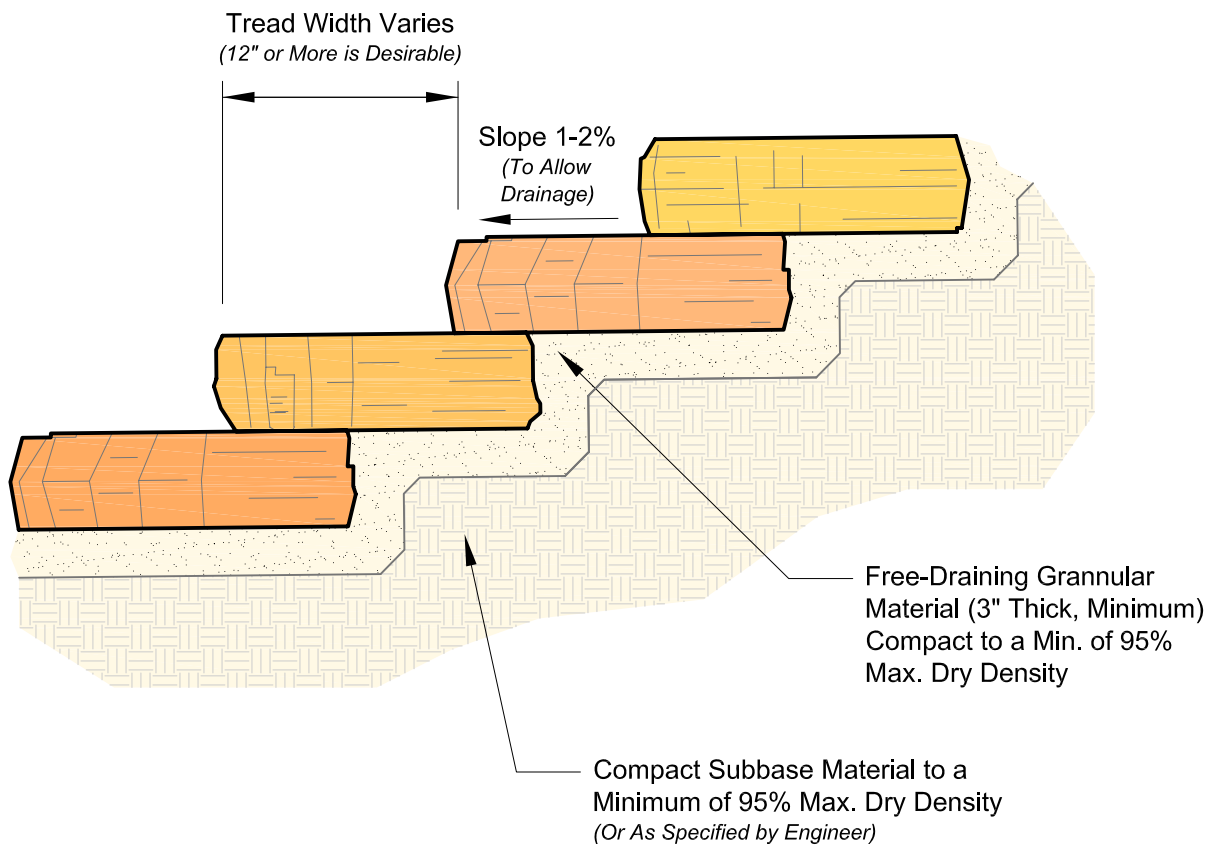 Tread Width Varies
(12" or More is Desirable)
Slope 1-2%
(To Allow
Drainage)
Free-Draining Grannular
Material (3" Thick, Minimum)
Compact to a Min. of 95%
Max. Dry Density
Compact Subbase Material to a
Minimum of 95% Max. Dry Density
(Or As Specified by Engineer)